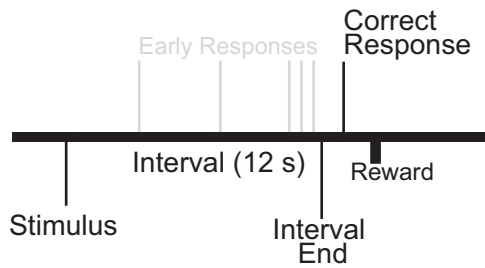 Correct
Response
Early Responses
Interval (12 s)
Reward
Stimulus
Interval
End